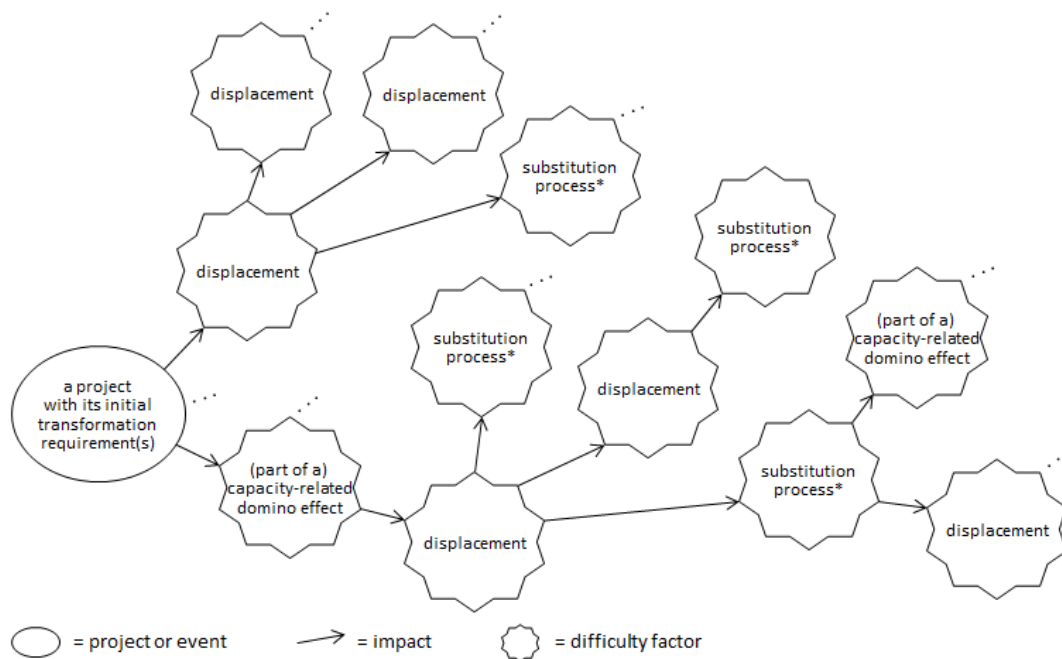 displacement
displacement
substitution
process*
substitution
process*
displacement
(part of a)
capacity-related
domino effect
substitution
process*
a project
with its initial
transformation
requirement(s)
displacement
(part of a)
capacity-related
domino effect
substitution
process*
displacement
displacement
= project or event
= impact
= difficulty factor